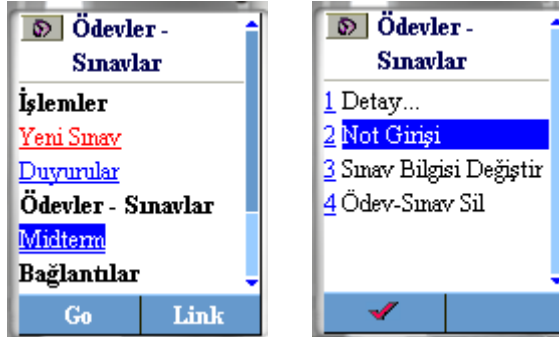 Ödevler -
Sınavlar
İşlemler
Yeni Sınav
Duyurular
Ödevler - Sınavlar
Midterm
Bağlantılar
Go Link
Ödevler -
Sınavlar
1 Detay...
2 Not Girişi
3 Sınav Bilgisi Değiştir
4 Ödev-Sınav Sil